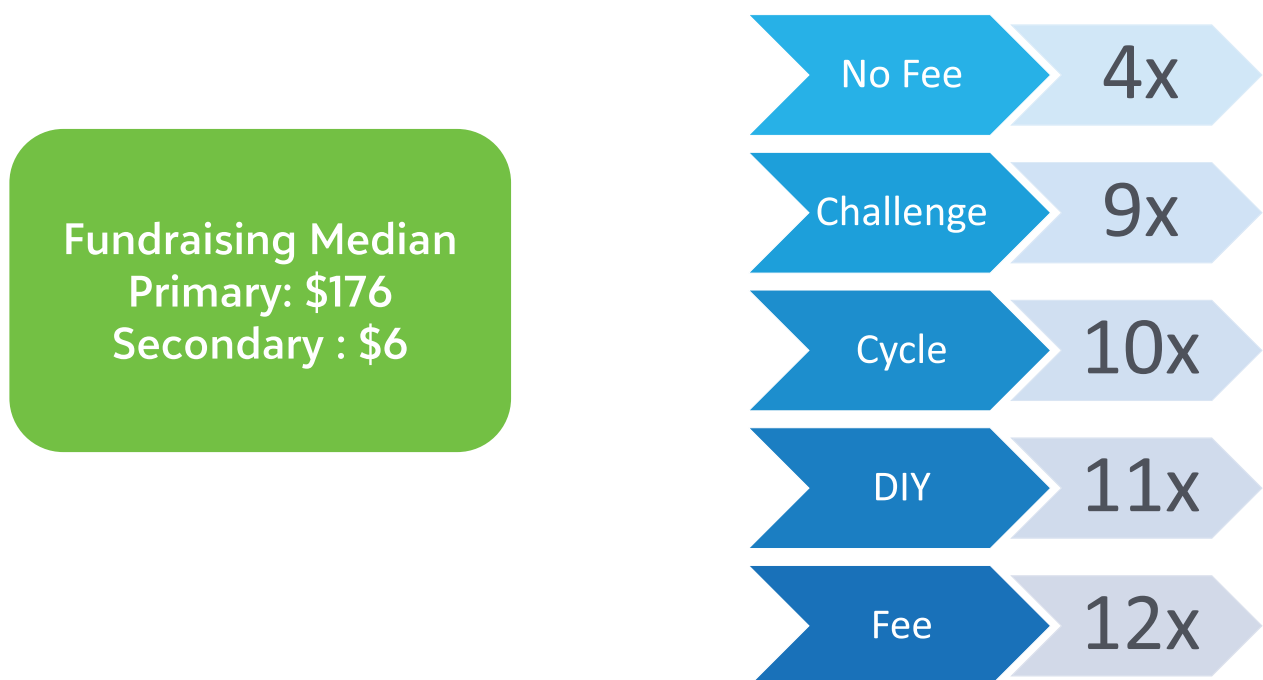 Fundraising Median
Primary: $176
Secondary : $6
No Fee
4x
Challenge
9x
Cycle
10x
DIY
11x
Fee
12x